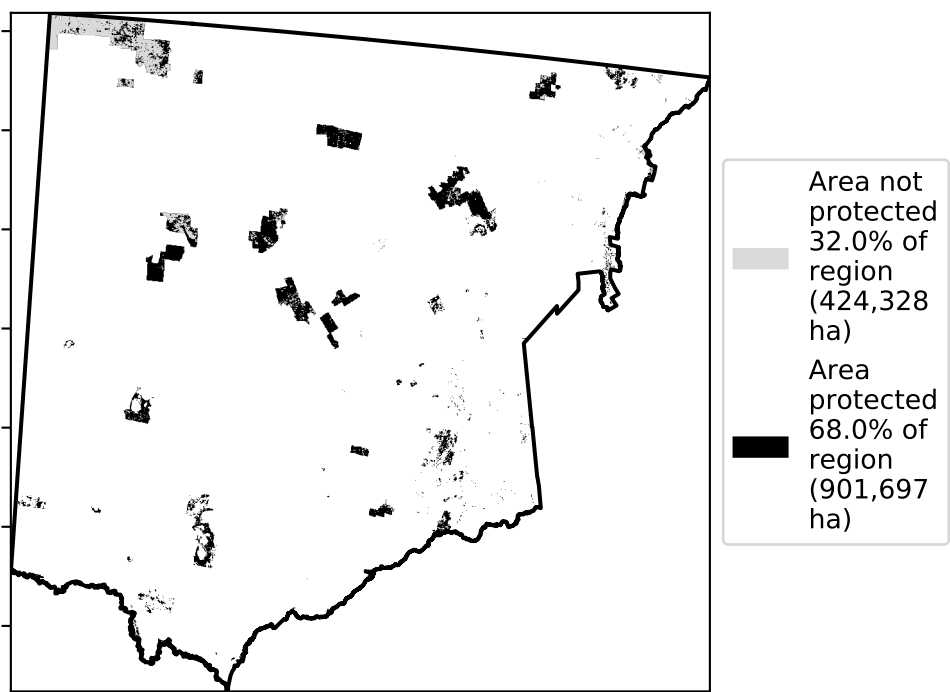 Area not
protected
32.0% of
region
(424,328
ha)
Area
protected
68.0% of
region
(901,697
ha)